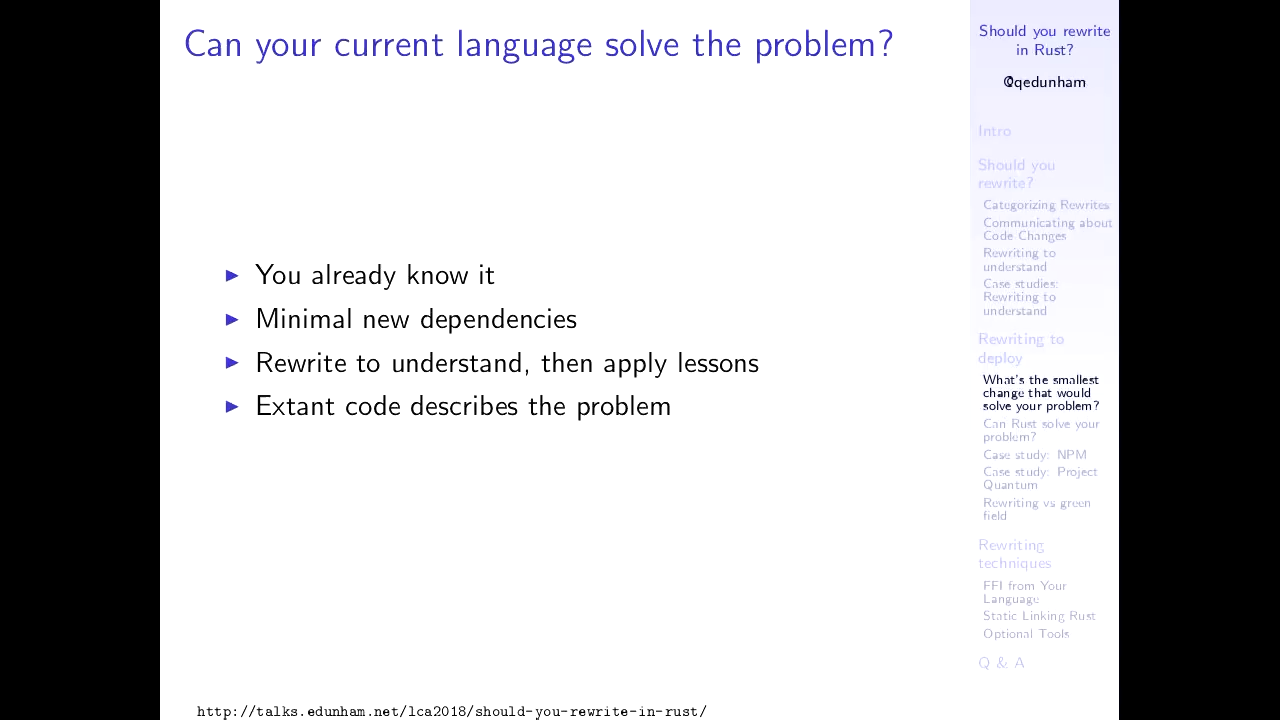 Can your current language solve the problem?
You already know it
Minimal new dependencies
Rewrite to understand, then apply lessons
Extant code describes the problem
http://talks.edunham.net/lca2018/should-you-rewrite-in-rust/
Should you rewrite
in Rust?
@qedunham
Intro
Should you
rewrite?
Categorizing Rewrites
Communicating about
Code Changes
Rewriting to
understand
Case studies:
Rewriting to
understand
Rewriting to
deploy
What's the smallest
change that would
solve your problem?
Can Rust solve your
problem?
Case study: NPM
Case study: Project
Quantum
Rewriting vs green
field
Rewriting
techniques
FFI from Your
Language
Static Linking Rust
Optional Tools
Q & A